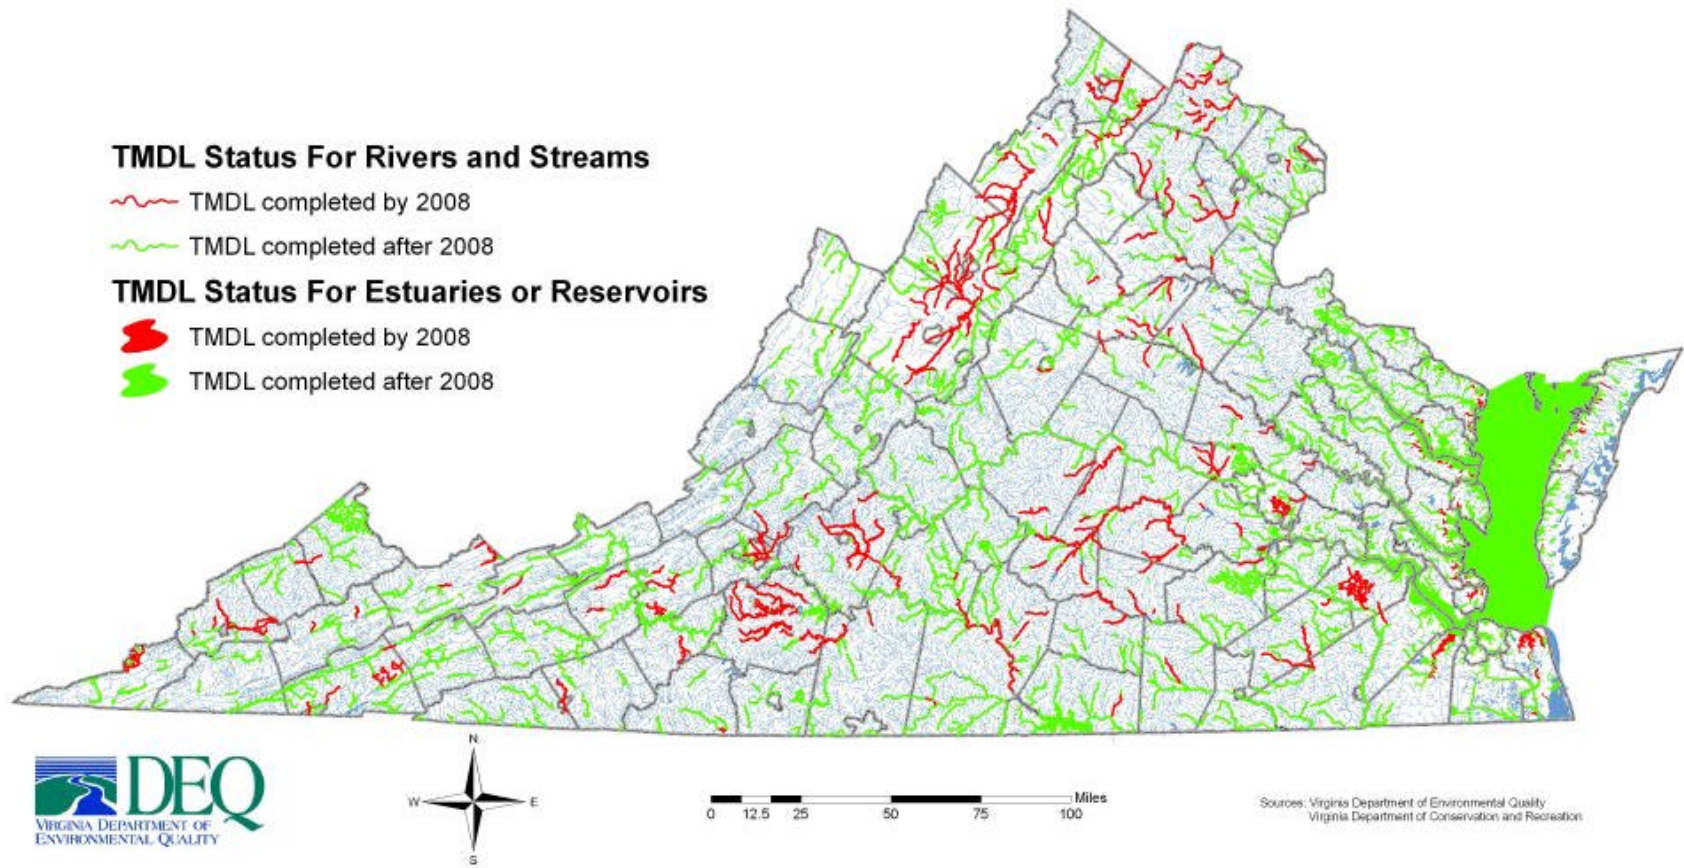 TMDL Status For Rivers and Streams
TMDL completed by 2008
TMDL completed after 2008
TMDL Status For Estuaries or Reservoirs
TMDL completed by 2008
TMDL completed after 2008
DEQ
VIRGINIA DEPARTMENT OF
ENVIRONMENTAL QUALITY
N
W E
S
Miles
0 12.5 25 50 75 100
Sources: Virginia Department of Environmental Quality
Virginia Department of Conservation and Recreation